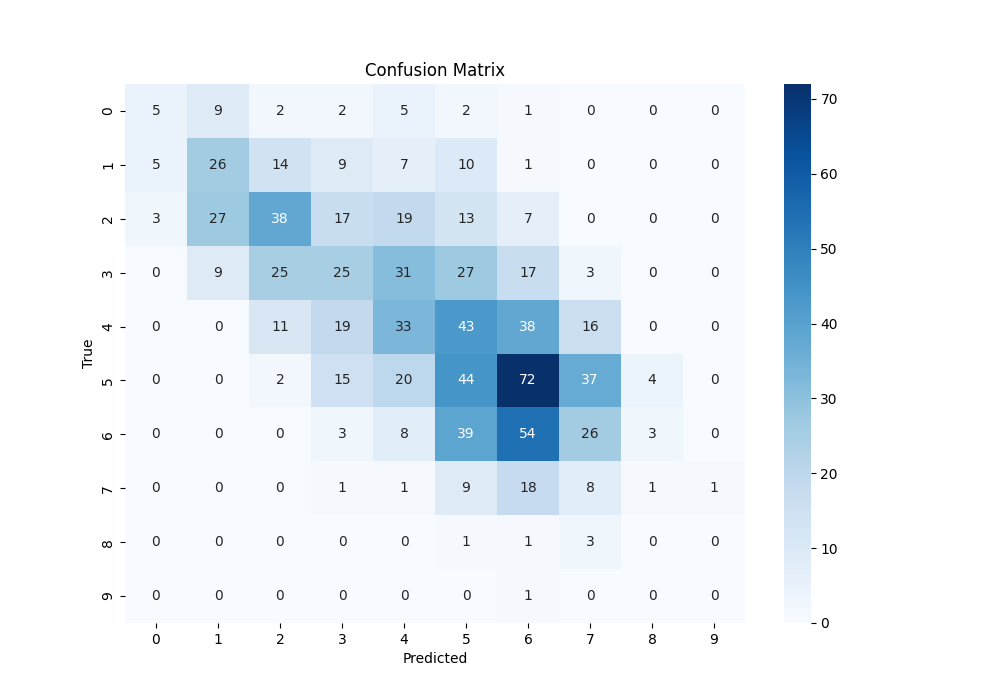 Confusion Matrix
0 5 9 2 2 5 2 1 0 0 0
1 5 26 14 9 7 10 1 0 0 0
2 3 27 38 17 19 13 7 0 0 0
3 0 9 25 25 31 27 17 3 0 0
4 0 0 11 19 33 43 38 16 0 0
5 0 0 2 15 20 44 72 37 4 0
6 0 0 0 3 8 39 54 26 3 0
7 0 0 0 1 1 9 18 8 1 1
8 0 0 0 0 0 1 1 3 0 0
9 0 0 0 0 0 0 1 0 0 0
0 1 2 3 4 5 6 7 8 9
Predicted
True
70
60
50
40
30
20
10
0